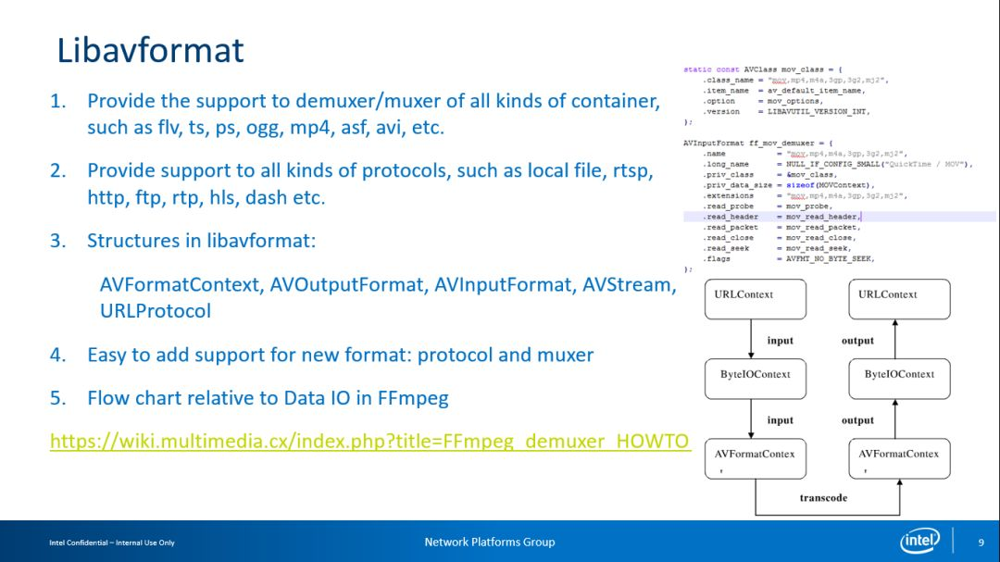 Libavformat
1. Provide the support to demuxer/muxer of all kinds of container,
such as flv, ts, ps, ogg, mp4, asf, avi, etc.
2. Provide support to all kinds of protocols, such as local file, rtsp,
http, ftp, rtp, hls, dash etc.
3. Structures in libavformat:
AVFormatContext, AVOutputFormat, AVInputFormat, AVStream,
URLProtocol
4. Easy to add support for new format: protocol and muxer
5. Flow chart relative to Data IO in FFmpeg
https://wiki.multimedia.cx/index.php?title=FFmpeg_demuxer_HOWTO
static const AVClass mov_class = {
.class_name = "mov,mp4,m4a,3gp,3g2,mj2",
.item_name = av_default_item_name,
.option = mov_options,
.version = LIBAVUTIL_VERSION_INT,
};
AVInputFormat ff_mov_demuxer = {
.name = "mov,mp4,m4a,3gp,3g2,mj2",
.long_name = NULL_IF_CONFIG_SMALL("QuickTime / MOV"),
.priv_class = &mov_class,
.priv_data_size = sizeof(MOVContext),
.extensions = "mov,mp4,m4a,3gp,3g2,mj2",
.read_probe = mov_probe,
.read_header = mov_read_header,
.read_packet = mov_read_packet,
.read_close = mov_read_close,
.read_seek = mov_read_seek,
.flags = AVFMT_NO_BYTE_SEEK,
};
URLContext
URLContext
input
output
ByteIOContext
ByteIOContext
input
output
AVFormatContex
AVFormatContex
transcode
Intel Confidential – Internal Use Only
Network Platforms Group
intel
9